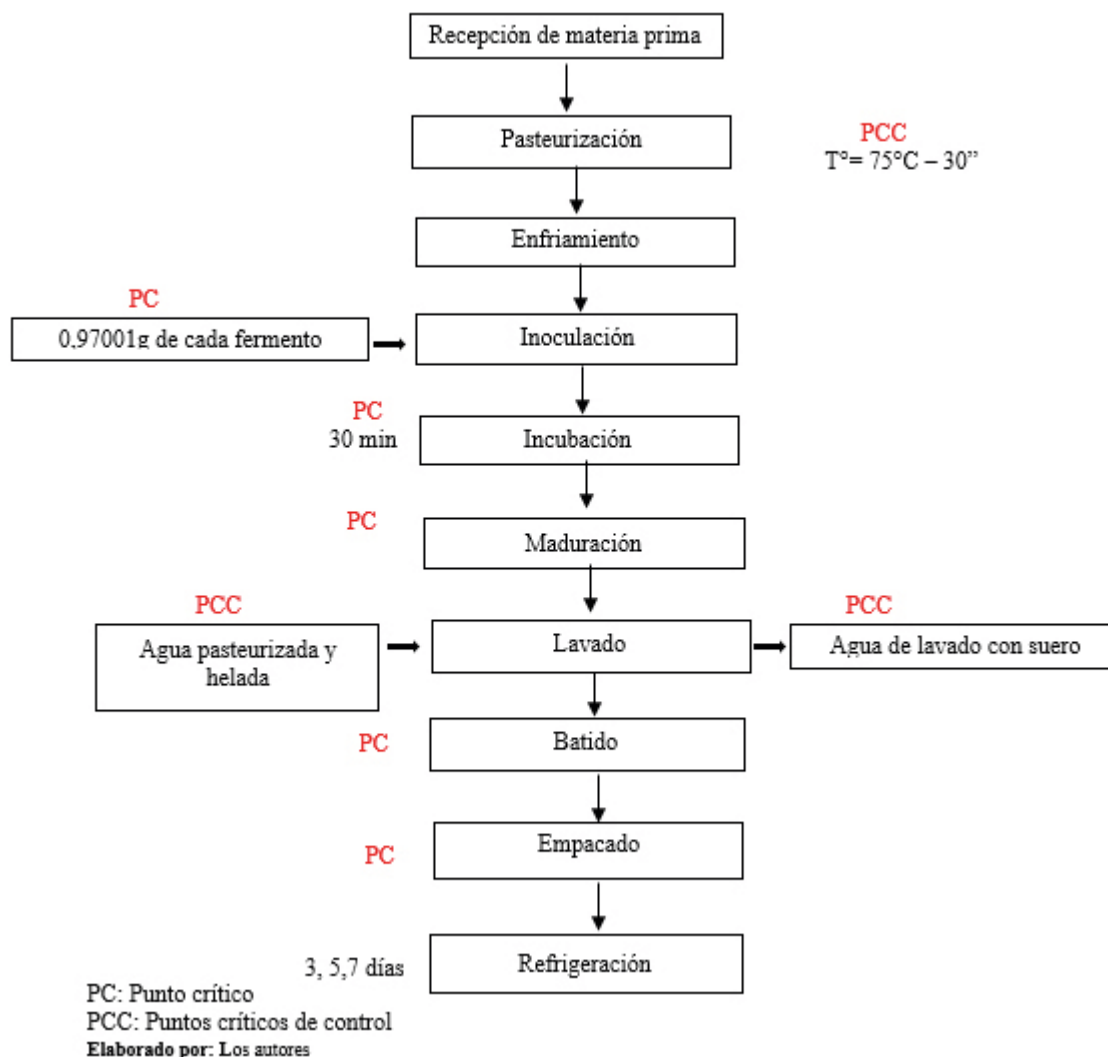 Recepción de materia prima
Pasteurización
PCC
T°= 75°C – 30”
Enfriamiento
PC
0,97001g de cada fermento
Inoculación
PC
30 min
Incubación
PC
Maduración
PCC
Agua pasteurizada y
helada
Lavado
PCC
Agua de lavado con suero
PC
Batido
PC
Empacado
3, 5,7 días
Refrigeración
PC: Punto crítico
PCC: Puntos críticos de control
Elaborado por: Los autores